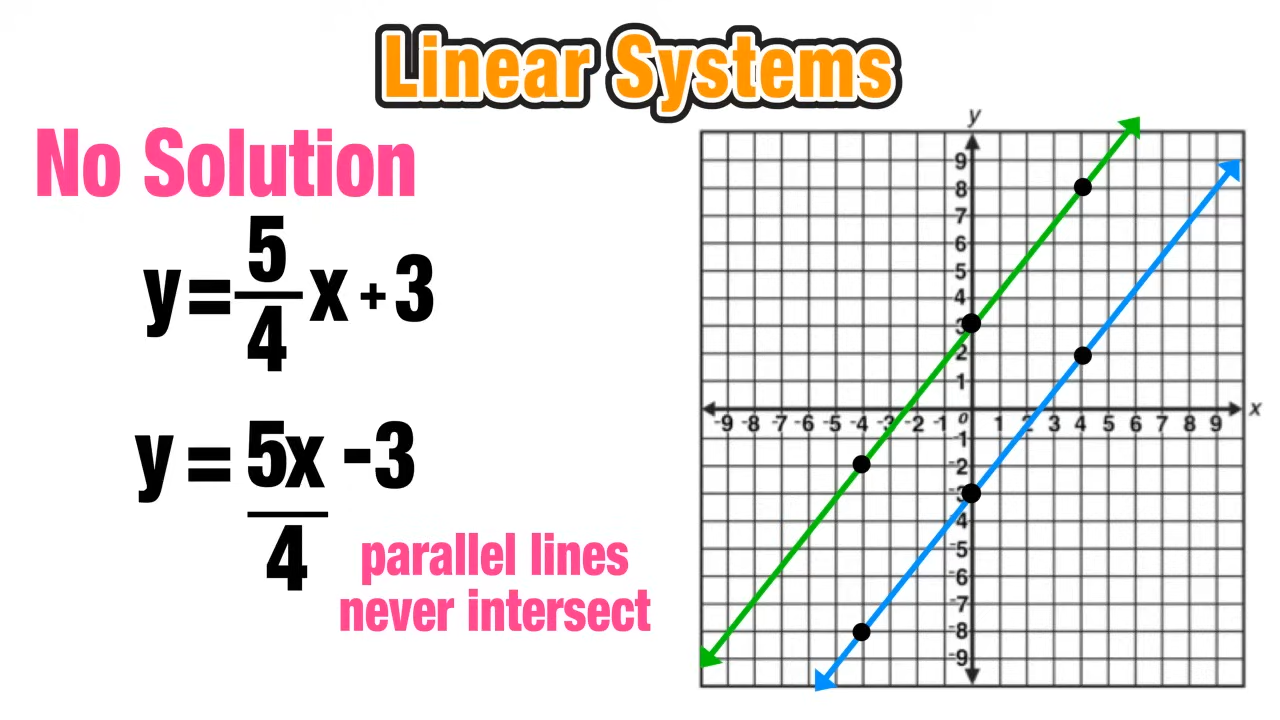 Linear Systems
No Solution
y = 5/4 x + 3
y = 5x/4 - 3
parallel lines
never intersect
y
9
8
7
6
5
4
3
2
1
-9 -8 -7 -6 -5 -4 -3 -2 -1 0 1 2 3 4 5 6 7 8 9 x
-1
-2
-3
-4
-5
-6
-7
-8
-9